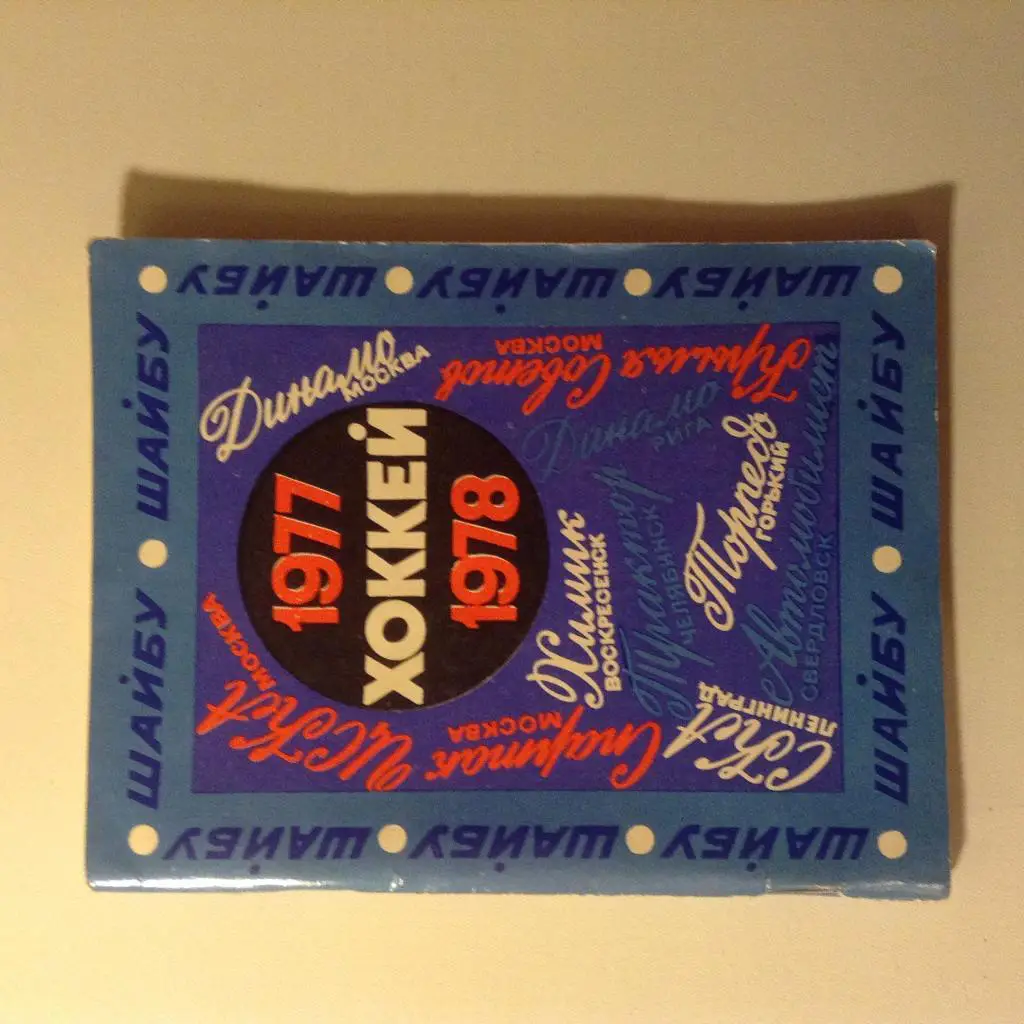 ШАЙБУ ШАЙБУ
ШАЙБУ ШАЙБУ ШАЙБУ
ШАЙБУ ШАЙБУ ШАЙБУ
ШАЙБУ ШАЙБУ
ЦСКА
МОСКВА
Динамо
МОСКВА
1977
ХОККЕЙ
1978
Спартак
МОСКВА
Крылья Советов
МОСКВА
Химик
ВОСКРЕСЕНСК
Динамо
РИГА
Трактор
ЧЕЛЯБИНСК
Торпедо
ГОРЬКИЙ
СКА
ЛЕНИНГРАД
Автомобилист
СВЕРДЛОВСК